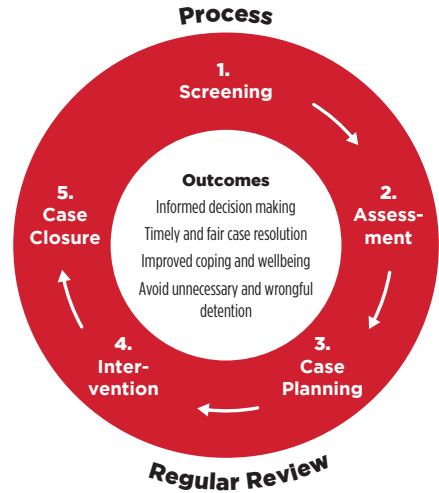 Process
1.
Screening
2.
Assess-
ment
3.
Case
Planning
4.
Inter-
vention
5.
Case
Closure
Outcomes
Informed decision making
Timely and fair case resolution
Improved coping and wellbeing
Avoid unnecessary and wrongful
detention
Regular Review